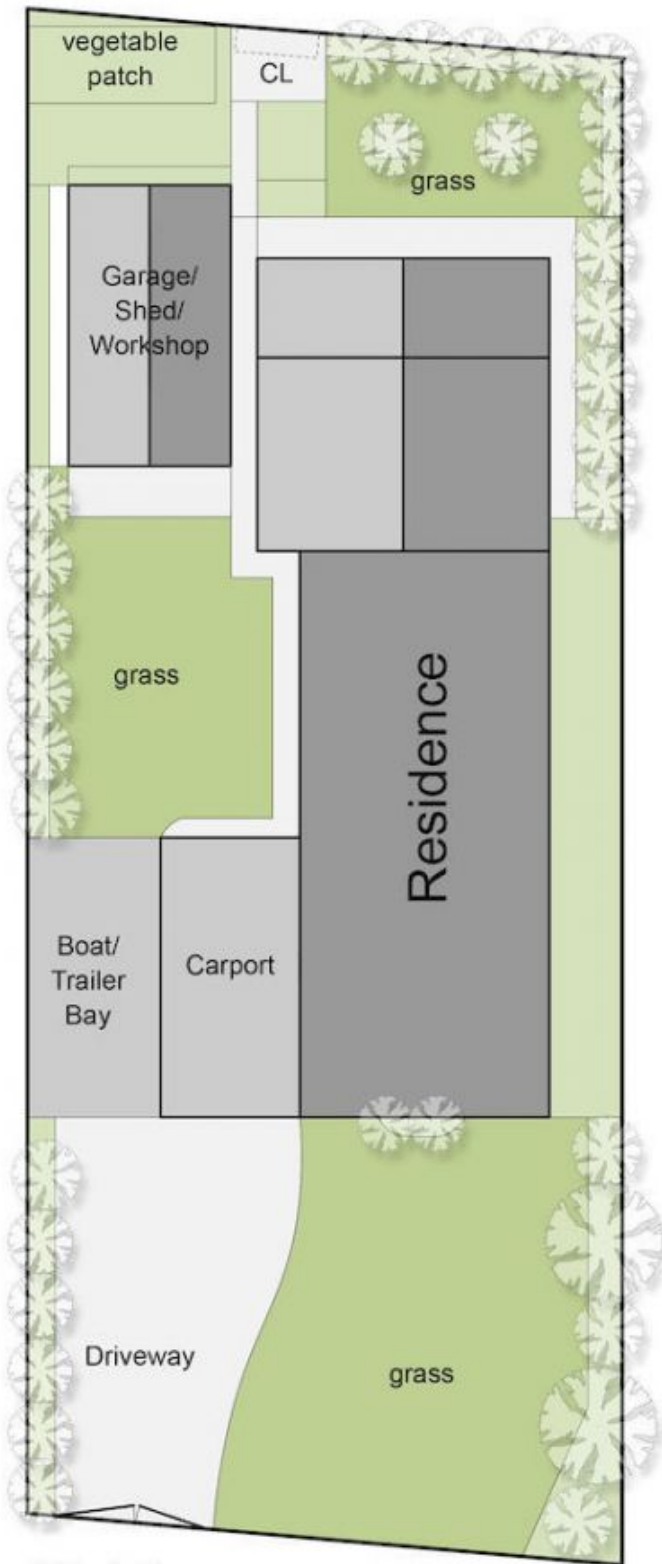 vegetable
patch
CL
grass
Garage/
Shed/
Workshop
grass
Residence
Boat/
Trailer
Bay
Carport
Driveway
grass